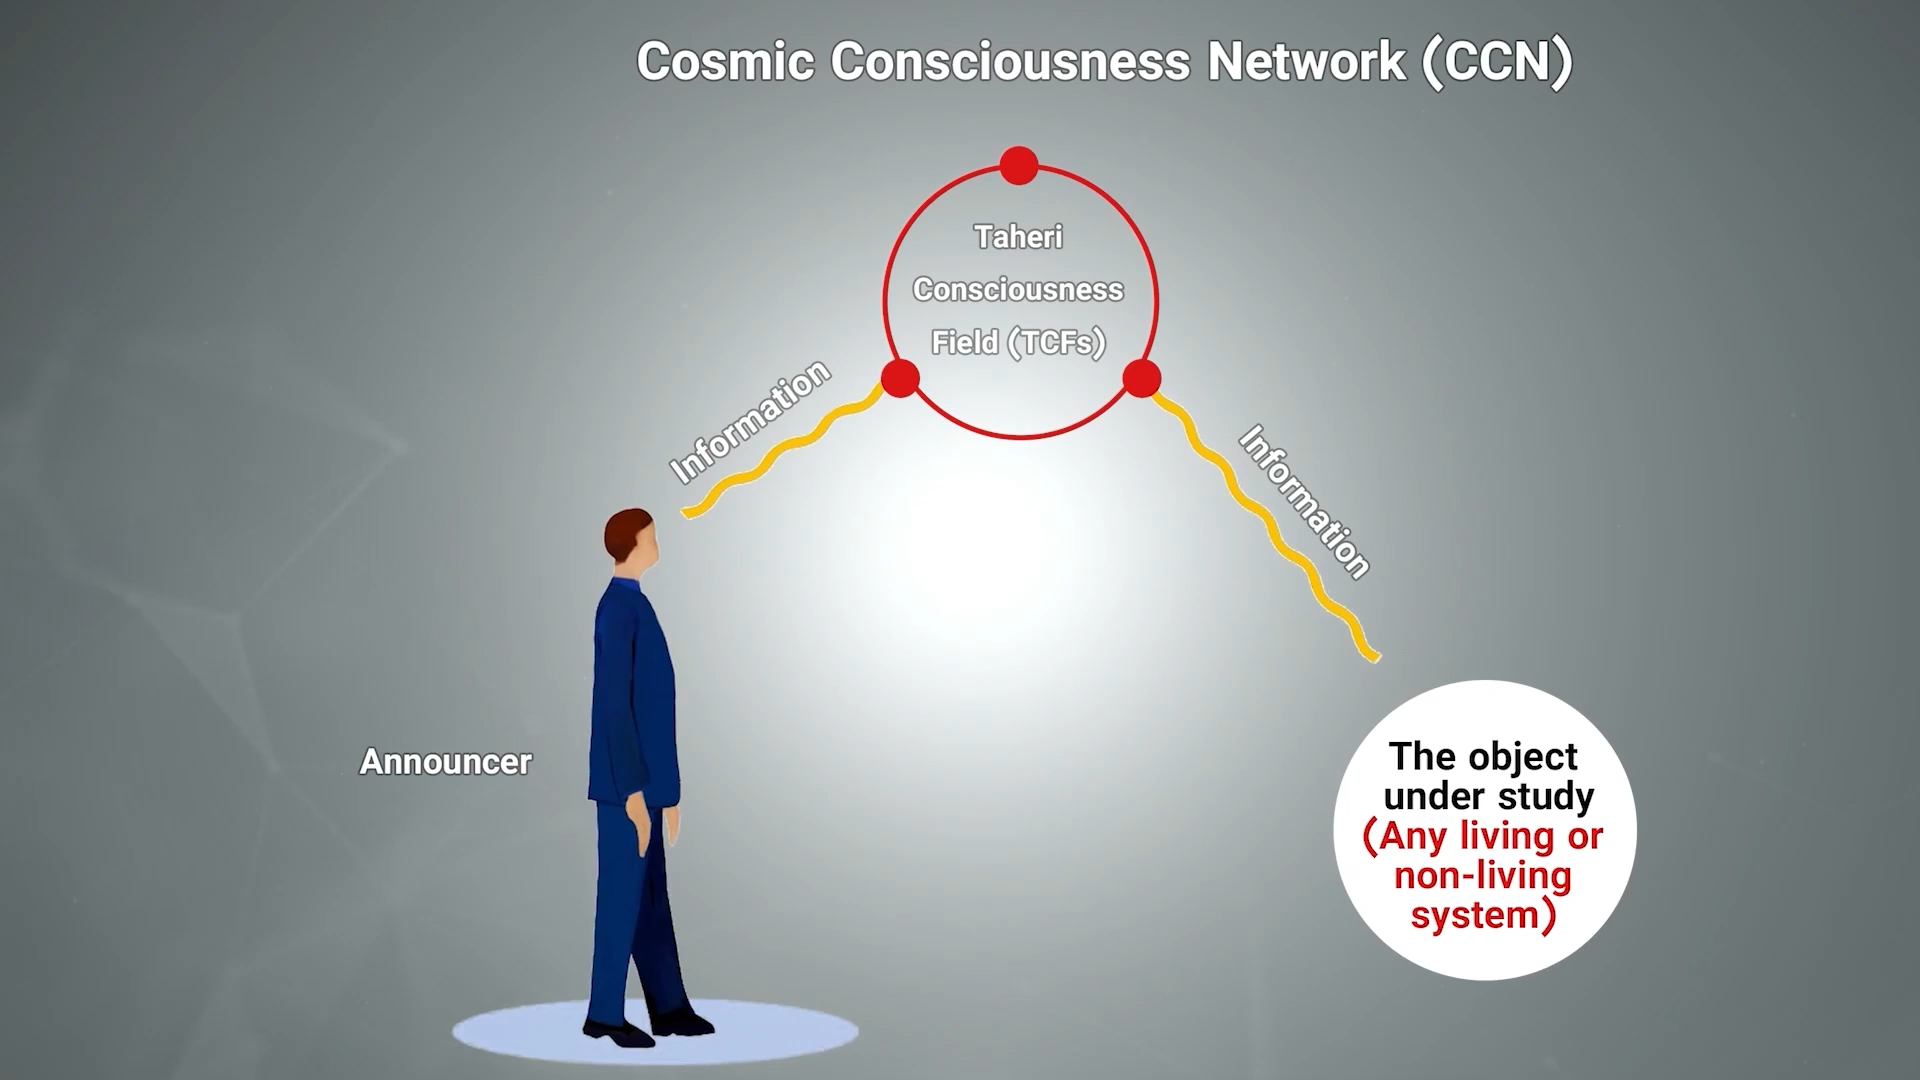 Cosmic Consciousness Network (CCN)
Taheri
Consciousness
Field (TCFs)
Information
Information
Announcer
The object
under study
(Any living or
non-living
system)